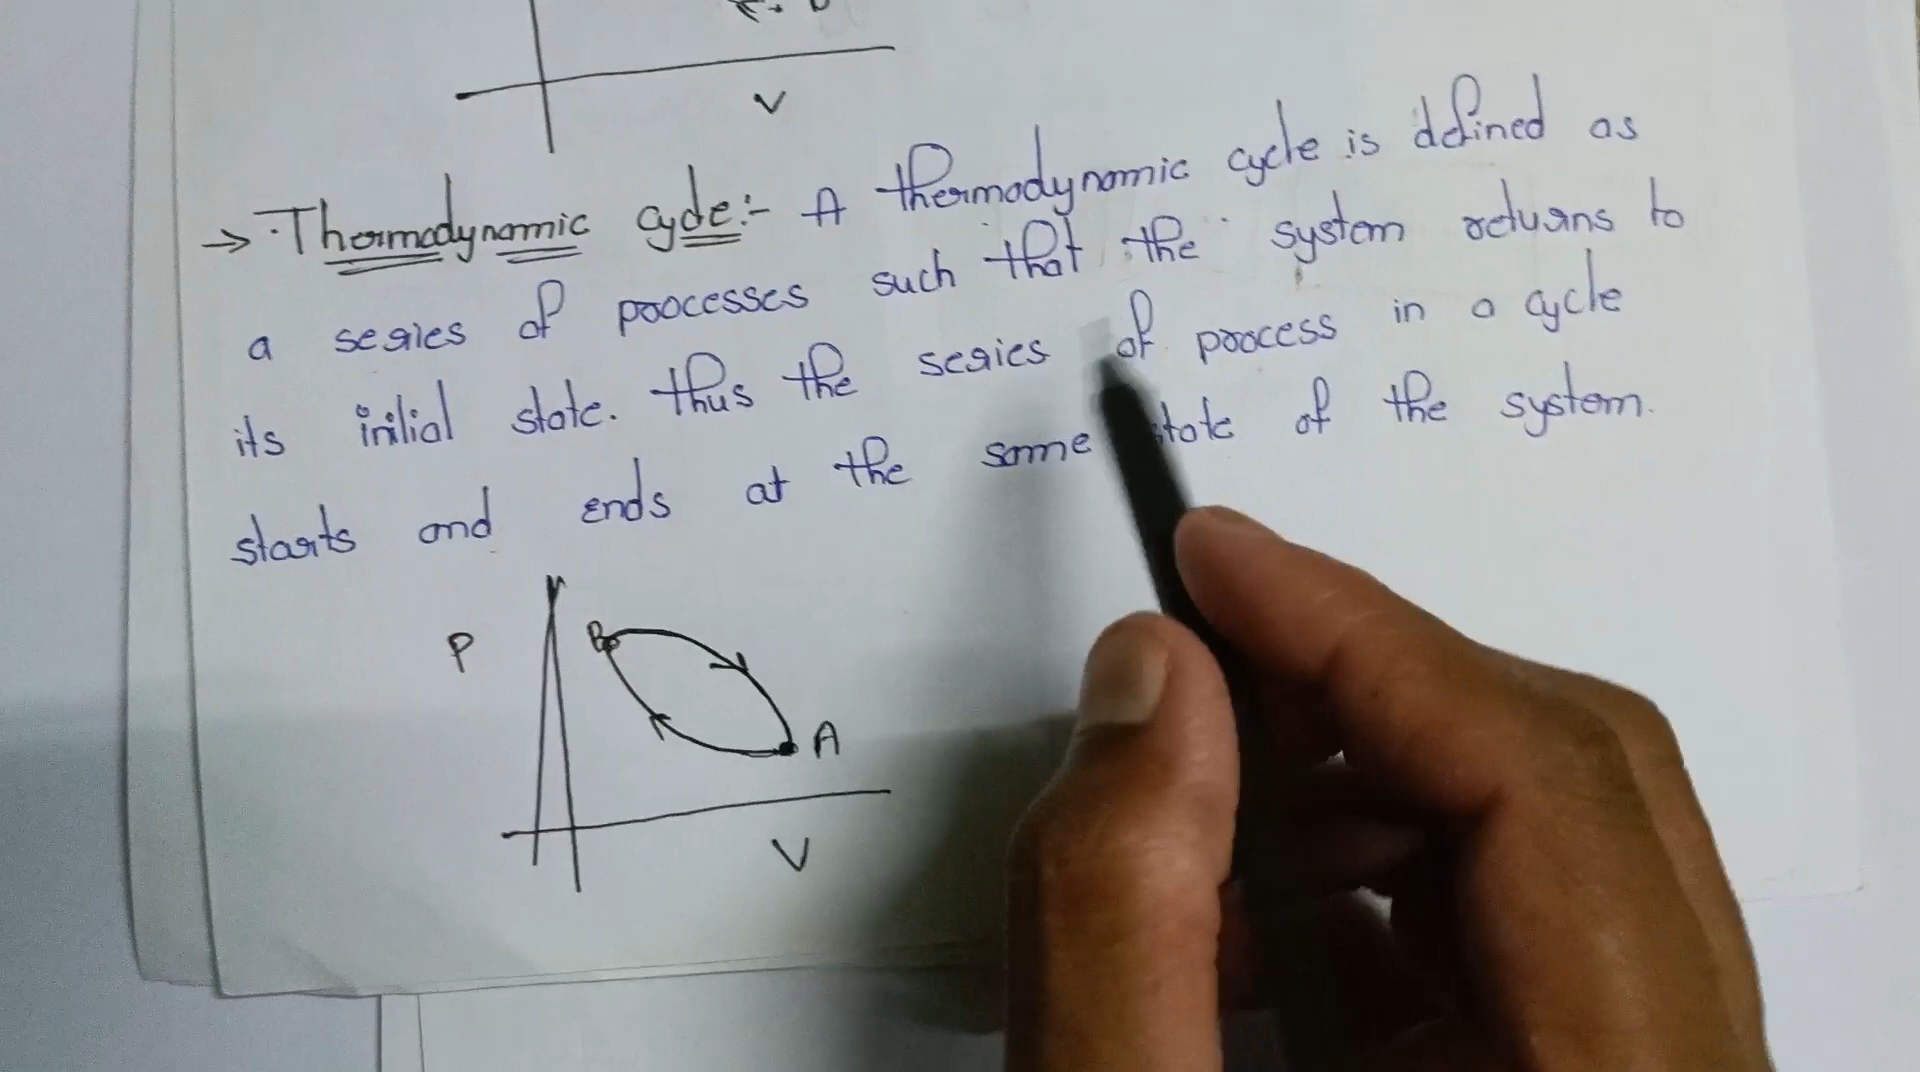 V
→ Thermodynamic cycle:- A thermodynamic cycle is defined as
a series of processes such that the system returns to
its initial state. thus the series of process in a cycle
starts and ends at the same state of the system.
P
B
A
V